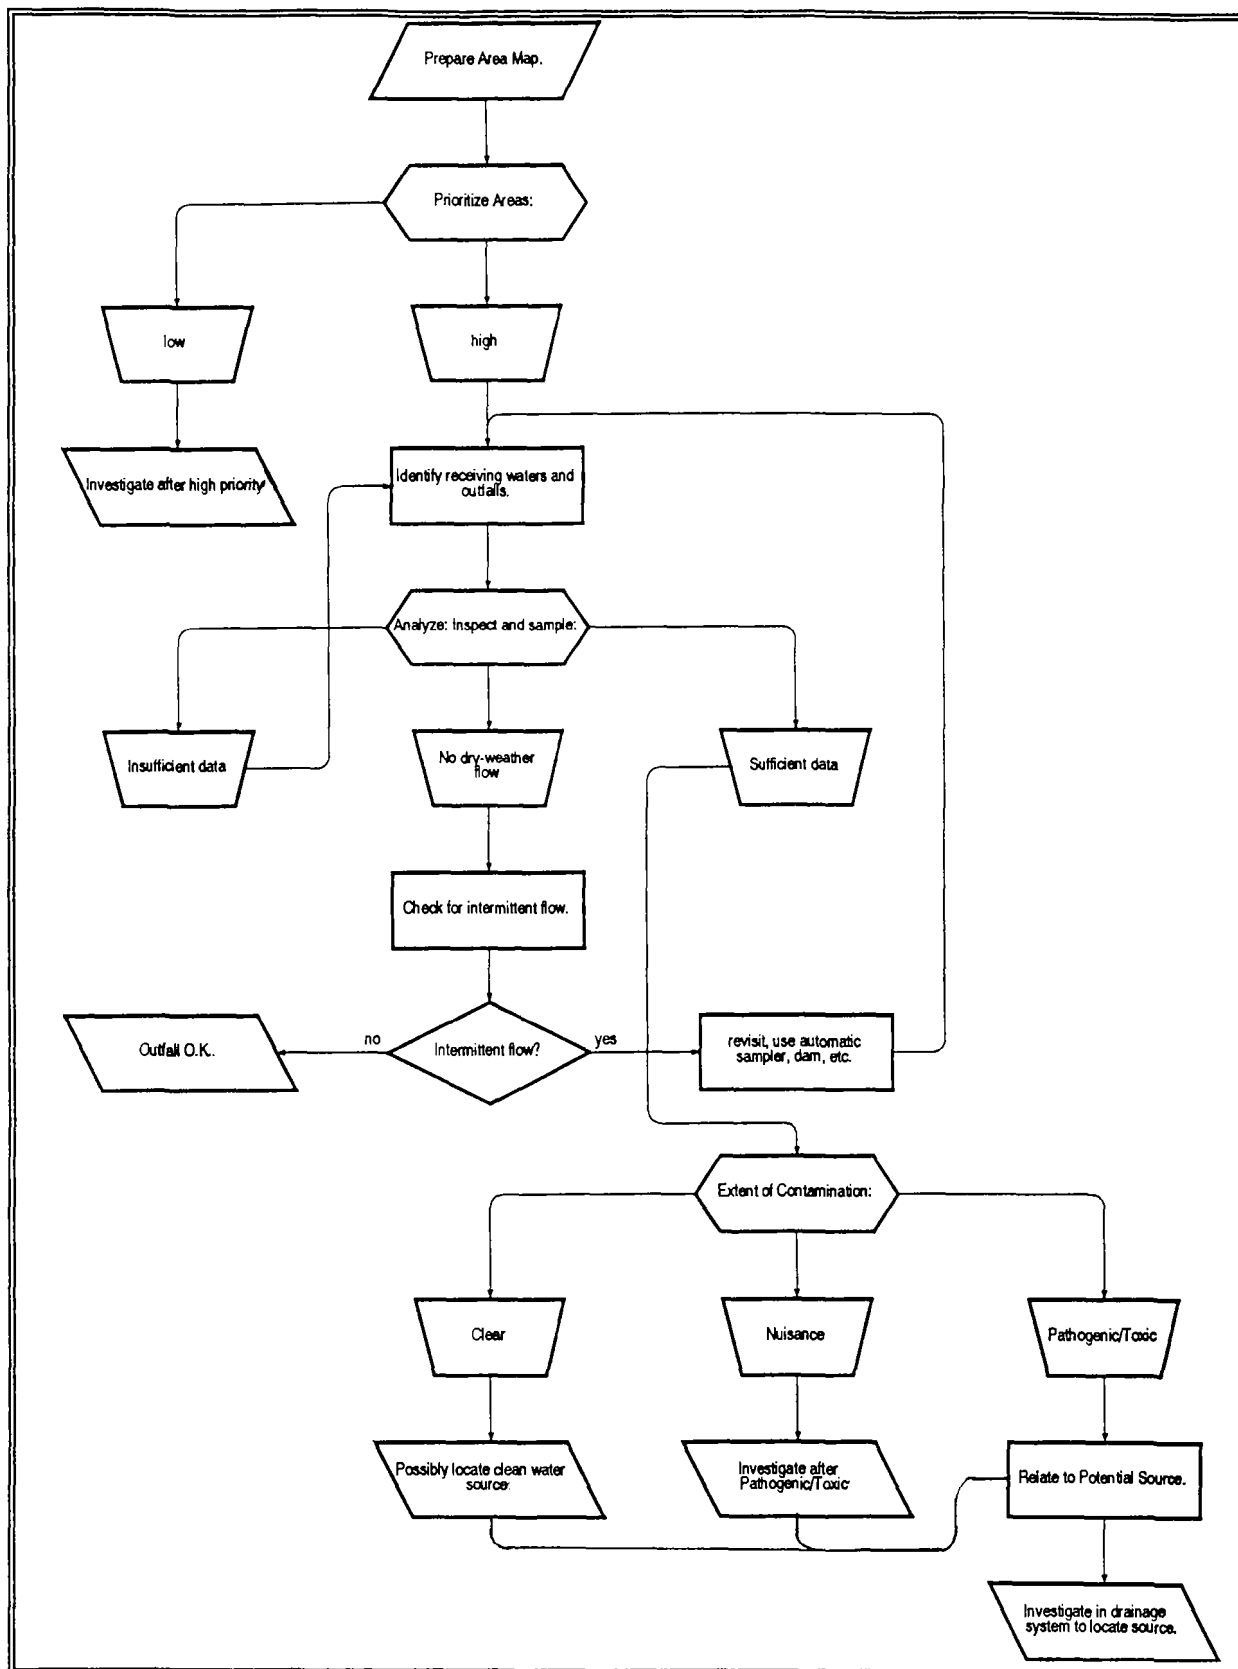 Prepare Area Map.
Prioritize Areas:
low
high
Investigate after high priority
Identify receiving waters and
outfalls.
Analyze: Inspect and sample:
Insufficient data
No dry-weather
flow
Sufficient data
Check for intermittent flow.
Outfall O.K..
no
Intermittent flow?
yes
revisit, use automatic
sampler, dam, etc.
Extent of Contamination:
Clear
Nuisance
Pathogenic/Toxic
Possibly locate clean water
source.
Investigate after
Pathogenic/Toxic
Relate to Potential Source.
Investigate in drainage
system to locate source.